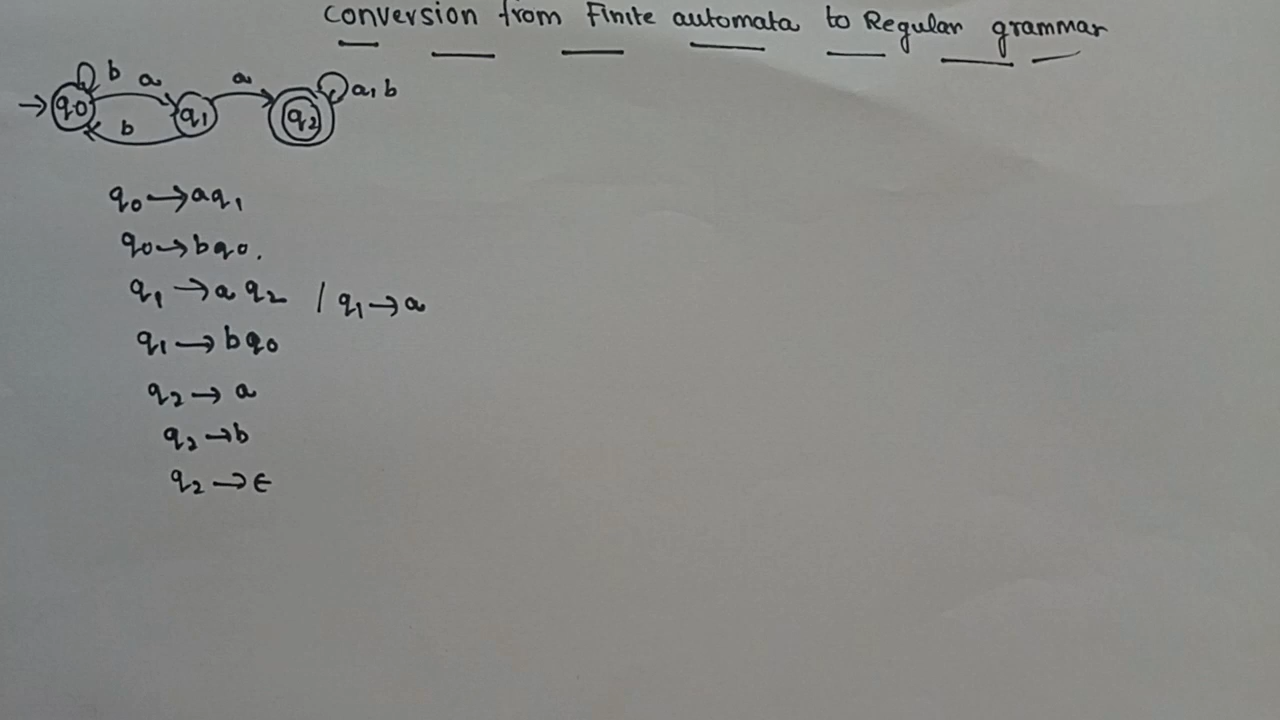 Conversion from Finite automata to Regular grammar
b a a a,b
→ q0 q1 q2
b
q0 → aq1
q0 → bq0.
q1 → a q2 / q1 → a
q1 → bq0
q2 → a
q2 → b
q2 → ε